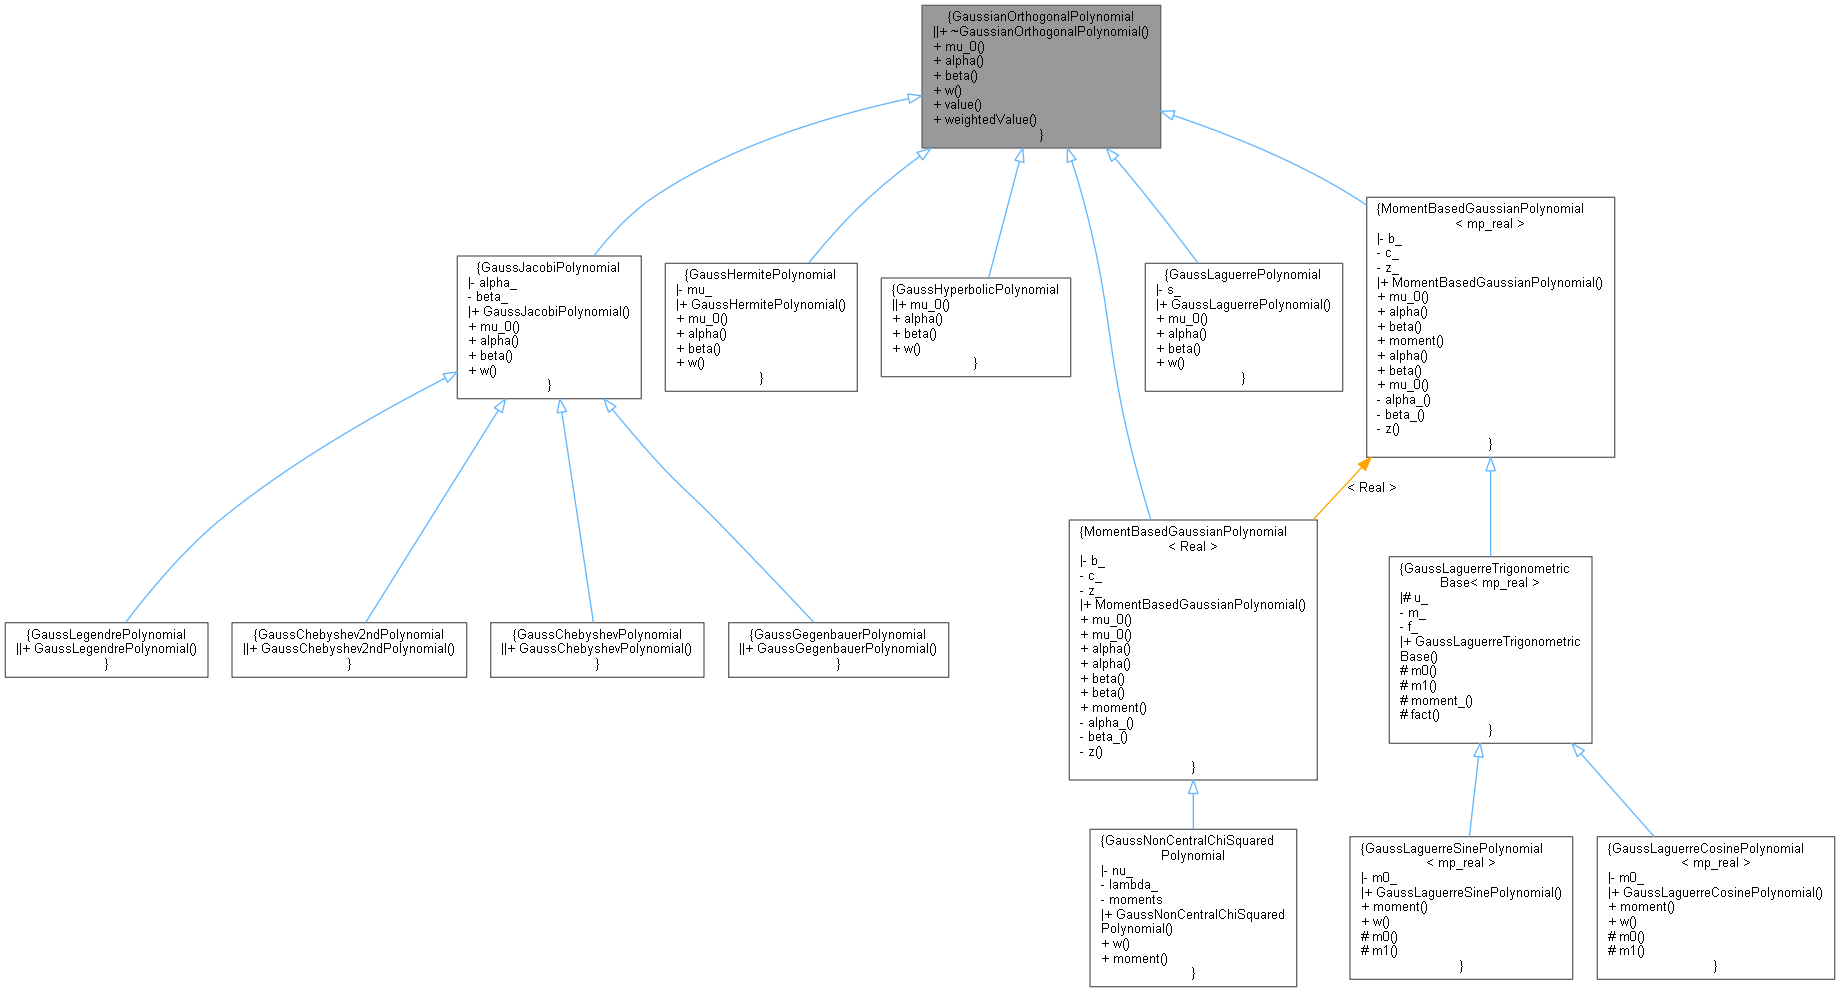 {GaussianOrthogonalPolynomial
||+ ~GaussianOrthogonalPolynomial()
+ mu_0()
+ alpha()
+ beta()
+ w()
+ value()
+ weightedValue()
}
{MomentBasedGaussianPolynomial
< mp_real >
|- b_
- c_
- z_
|+ MomentBasedGaussianPolynomial()
+ mu_0()
+ alpha()
+ beta()
+ moment()
+ alpha()
+ beta()
+ mu_0()
- alpha_()
- beta_()
- z()
}
{GaussJacobiPolynomial
|- alpha_
- beta_
|+ GaussJacobiPolynomial()
+ mu_0()
+ alpha()
+ beta()
+ w()
}
{GaussHermitePolynomial
|- mu_
|+ GaussHermitePolynomial()
+ mu_0()
+ alpha()
+ beta()
+ w()
}
{GaussHyperbolicPolynomial
||+ mu_0()
+ alpha()
+ beta()
+ w()
}
{GaussLaguerrePolynomial
|- s_
|+ GaussLaguerrePolynomial()
+ mu_0()
+ alpha()
+ beta()
+ w()
}
< Real >
{MomentBasedGaussianPolynomial
< Real >
|- b_
- c_
- z_
|+ MomentBasedGaussianPolynomial()
+ mu_0()
+ mu_0()
+ alpha()
+ alpha()
+ beta()
+ beta()
+ moment()
- alpha_()
- beta_()
- z()
}
{GaussLaguerreTrigonometric
Base< mp_real >
|# u_
- m_
- f_
|+ GaussLaguerreTrigonometric
Base()
# m0()
# m1()
# moment_()
# fact()
}
{GaussLegendrePolynomial
||+ GaussLegendrePolynomial()
}
{GaussChebyshev2ndPolynomial
||+ GaussChebyshev2ndPolynomial()
}
{GaussChebyshevPolynomial
||+ GaussChebyshevPolynomial()
}
{GaussGegenbauerPolynomial
||+ GaussGegenbauerPolynomial()
}
{GaussNonCentralChiSquared
Polynomial
|- nu_
- lambda_
- moments
|+ GaussNonCentralChiSquared
Polynomial()
+ w()
+ moment()
}
{GaussLaguerreSinePolynomial
< mp_real >
|- m0_
|+ GaussLaguerreSinePolynomial()
+ moment()
+ w()
# m0()
# m1()
}
{GaussLaguerreCosinePolynomial
< mp_real >
|- m0_
|+ GaussLaguerreCosinePolynomial()
+ moment()
+ w()
# m0()
# m1()
}